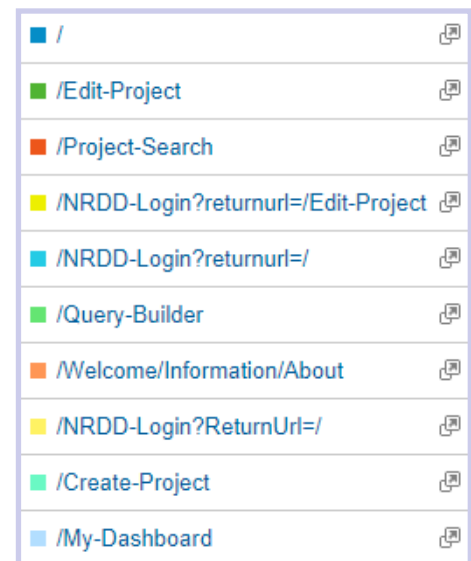 /
/Edit-Project
/Project-Search
/NRDD-Login?returnurl=/Edit-Project
/NRDD-Login?returnurl=/
/Query-Builder
/Welcome/Information/About
/NRDD-Login?ReturnUrl=/
/Create-Project
/My-Dashboard